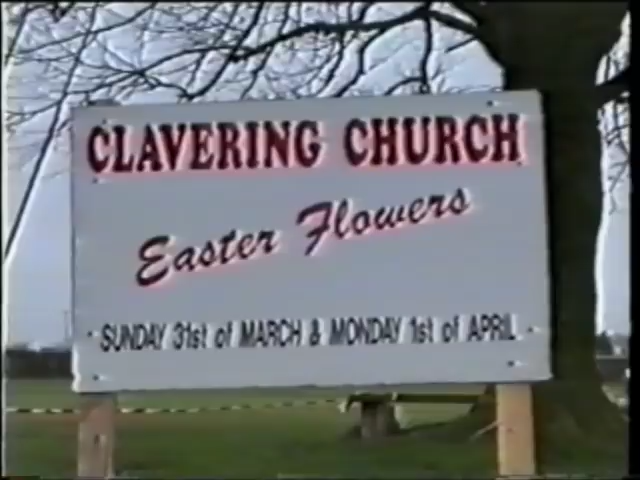 CLAVERING CHURCH
Easter Flowers
SUNDAY 31st of MARCH & MONDAY 1st of APRIL